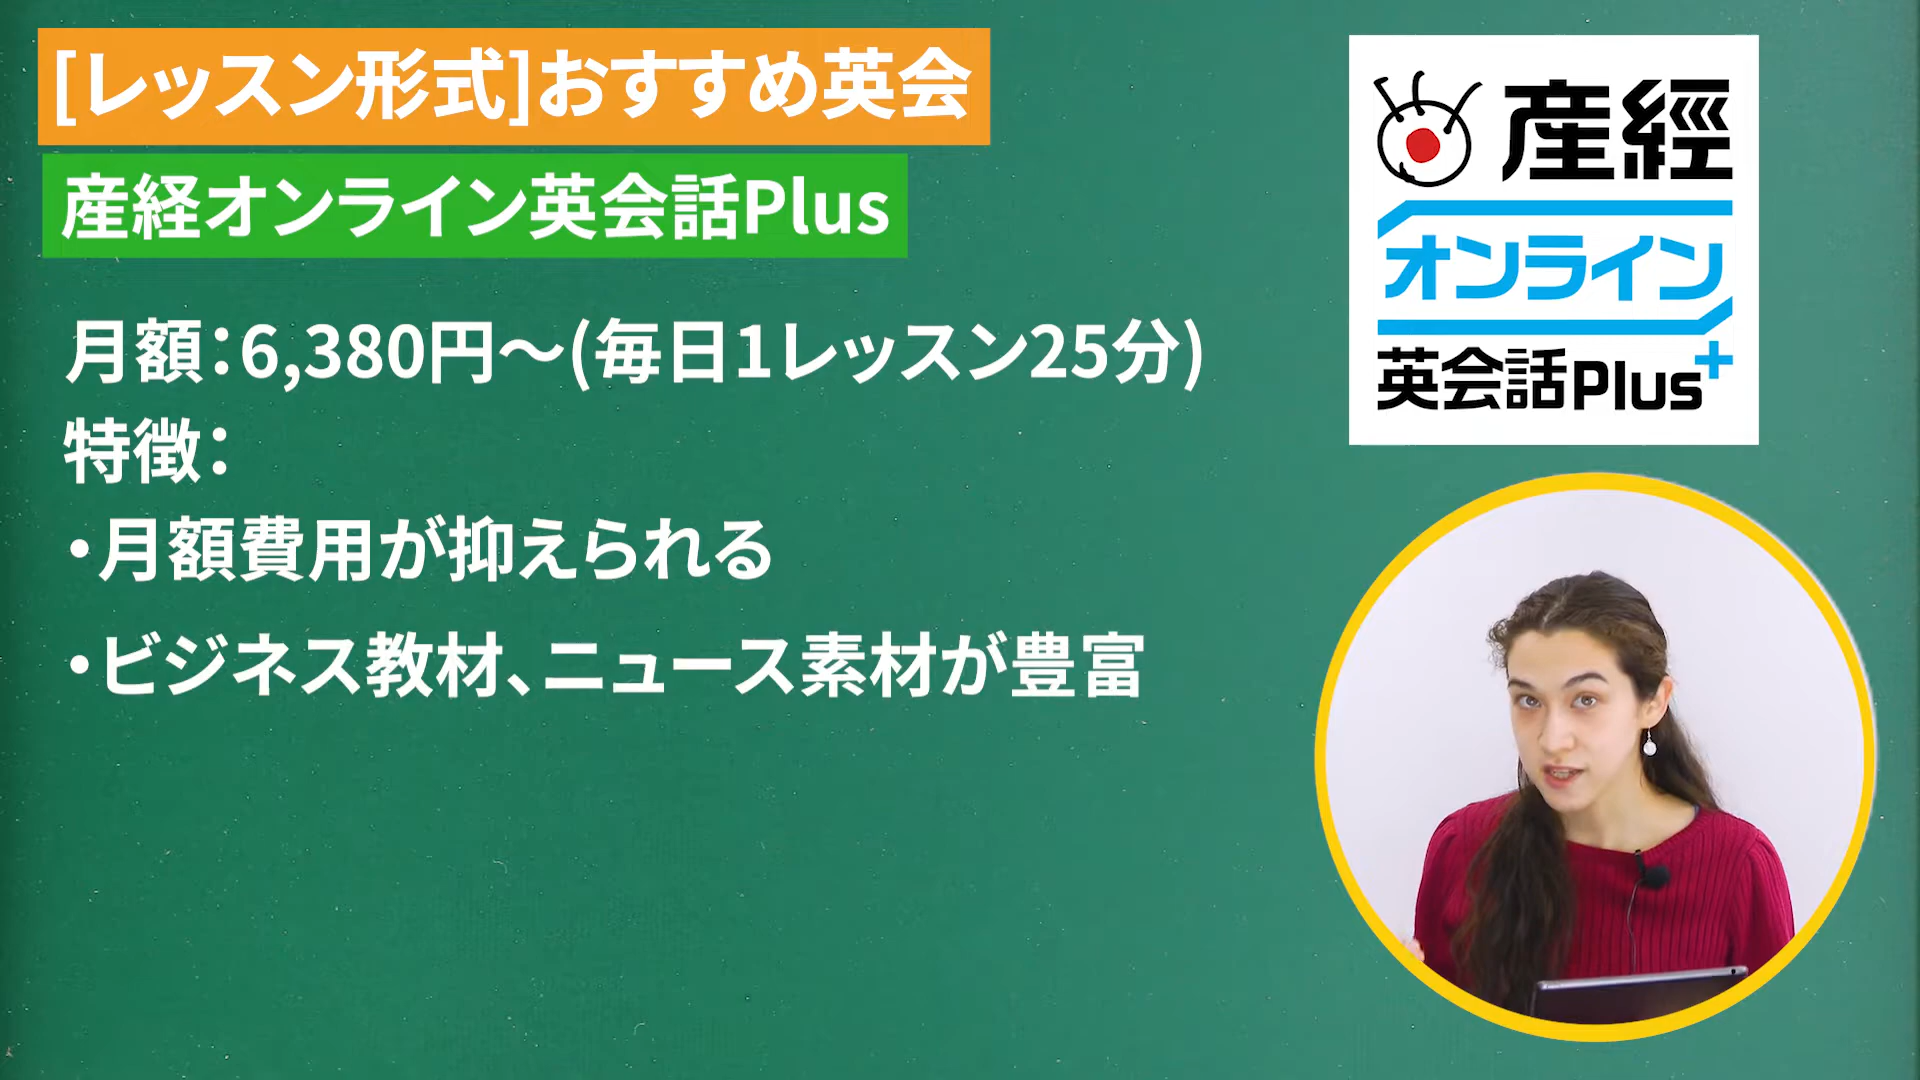 [レッスン形式]おすすめ英会
産経オンライン英会話Plus
月額：6,380円～(毎日1レッスン25分)
特徴：
・月額費用が抑えられる
・ビジネス教材、ニュース素材が豊富
産經
オンライン
英会話Plus+